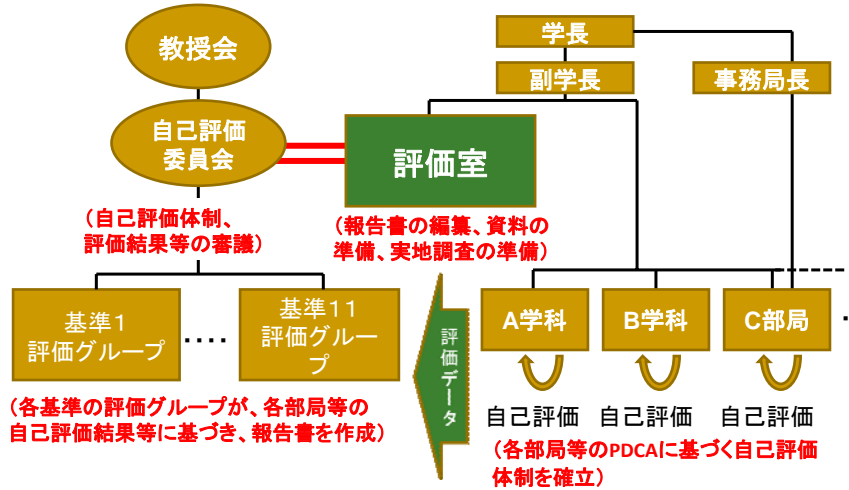 教授会
学長
副学長
事務局長
自己評価
委員会
評価室
（自己評価体制、
評価結果等の審議）
（報告書の編纂、資料の
準備、実地調査の準備）
基準１
評価グループ
‥‥
基準１１
評価グルー
プ
評価データ
A学科
B学科
C部局
自己評価
自己評価
自己評価
（各基準の評価グループが、各部局等の
自己評価結果等に基づき、報告書を作成）
（各部局等のPDCAに基づく自己評価
体制を確立）